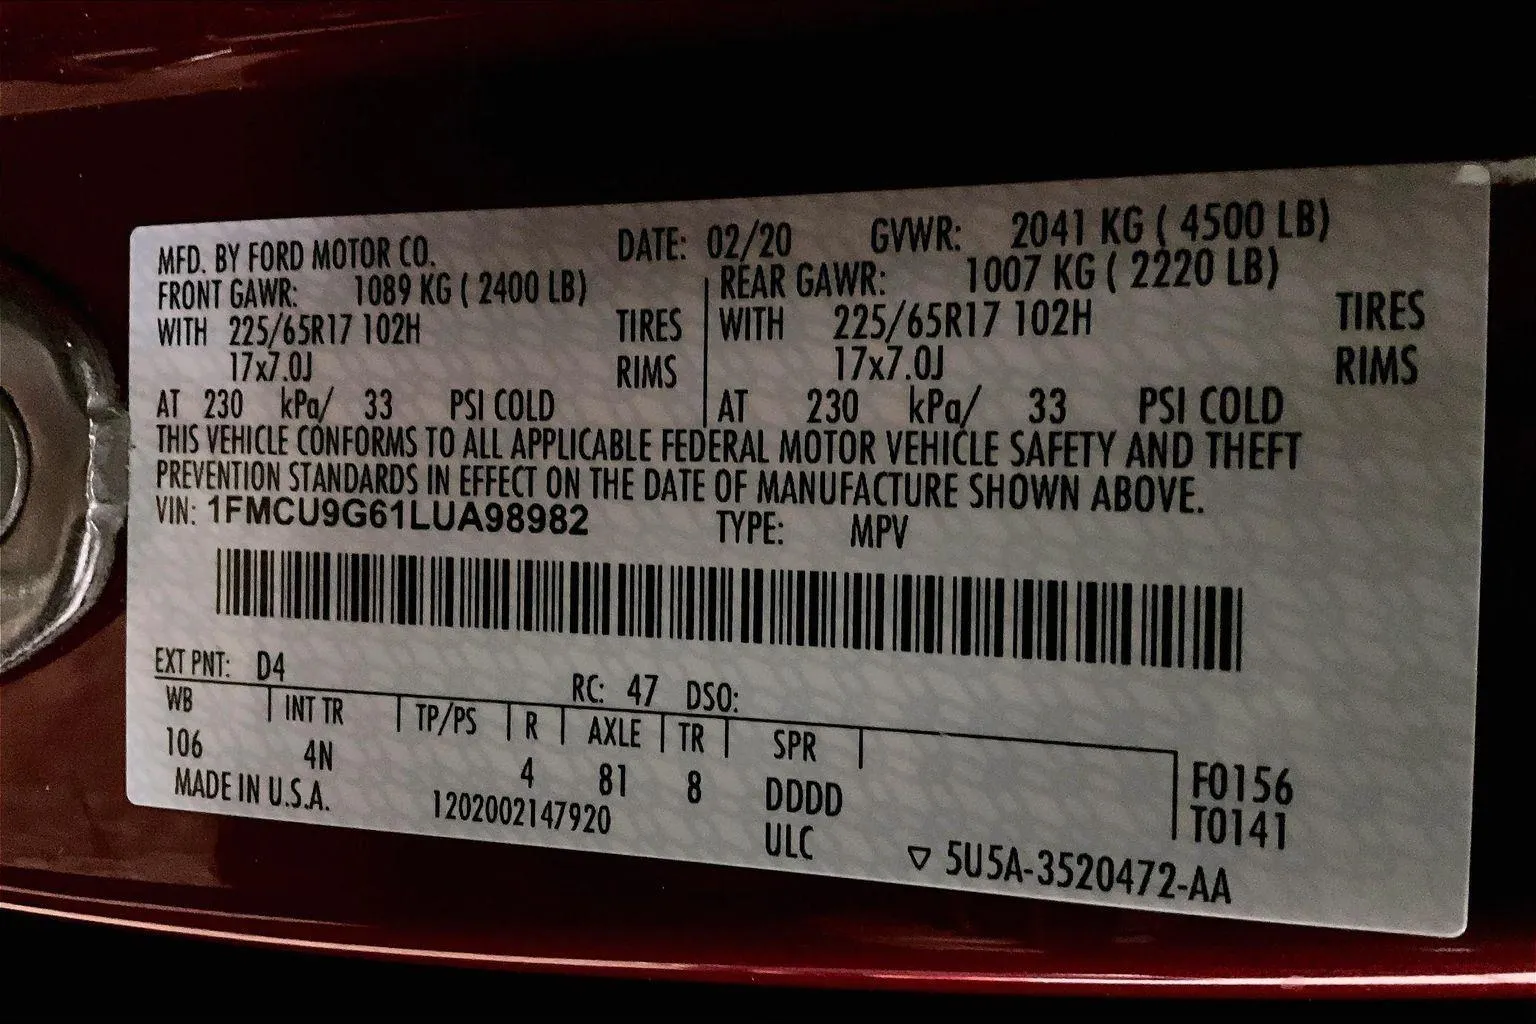 MFD. BY FORD MOTOR CO. DATE: 02/20 GVWR: 2041 KG ( 4500 LB)
FRONT GAWR: 1089 KG ( 2400 LB) REAR GAWR: 1007 KG ( 2220 LB)
WITH 225/65R17 102H TIRES WITH 225/65R17 102H TIRES
17x7.0J RIMS 17x7.0J RIMS
AT 230 kPa/ 33 PSI COLD AT 230 kPa/ 33 PSI COLD
THIS VEHICLE CONFORMS TO ALL APPLICABLE FEDERAL MOTOR VEHICLE SAFETY AND THEFT
PREVENTION STANDARDS IN EFFECT ON THE DATE OF MANUFACTURE SHOWN ABOVE.
VIN: 1FMCU9G61LUA98982 TYPE: MPV
EXT PNT: D4 RC: 47 DSO:
WB INT TR TP/PS R AXLE TR SPR
106 4N 4 81 8 DDDD F0156
MADE IN U.S.A. 1202002147920 ULC T0141
▽ 5U5A-3520472-AA